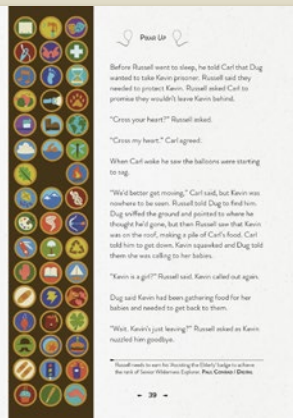 Pixar Up
Before Russell went to sleep, he told Carl that Dug
wanted to take Kevin prisoner. Russell said they
needed to protect Kevin. Russell asked Carl to
promise they wouldn't leave Kevin behind.
"Cross your heart?" Russell asked.
"Cross my heart." Carl agreed.
When Carl woke he saw the balloons were starting
to sag.
"We'd better get moving," Carl said, but Kevin was
nowhere to be seen. Russell told Dug to find him.
Dug sniffed the ground and pointed to where he
thought he'd gone, but then Russell saw that Kevin
was on the roof, making a pile of Carl's food. Carl
told him to get down. Kevin squawked and Dug told
them she was calling to her babies.
"Kevin is a girl?" Russell said. Kevin called out again.
Dug said Kevin had been gathering food for her
babies and needed to get back to them.
"Wait. Kevin's just leaving?" Russell asked as Kevin
nuzzled him goodbye.
Russell needs to earn his 'Assisting the Elderly' badge to achieve
the rank of Senior Wilderness Explorer.
39